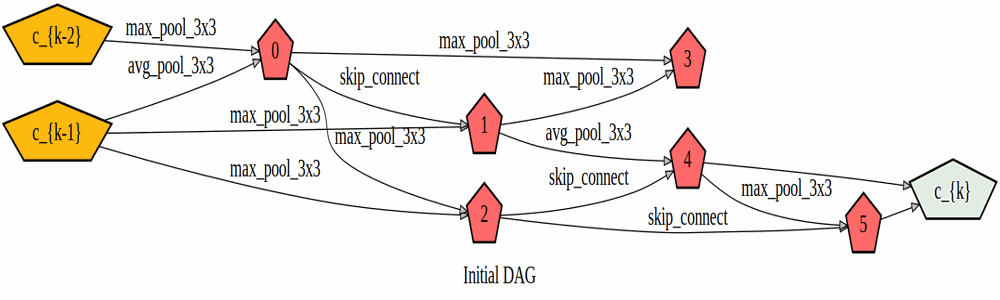 c_{k-2}
max_pool_3x3
avg_pool_3x3
c_{k-1}
max_pool_3x3
max_pool_3x3
0
max_pool_3x3
skip_connect
max_pool_3x3
1
2
max_pool_3x3
avg_pool_3x3
skip_connect
skip_connect
3
4
max_pool_3x3
5
c_{k}
Initial DAG